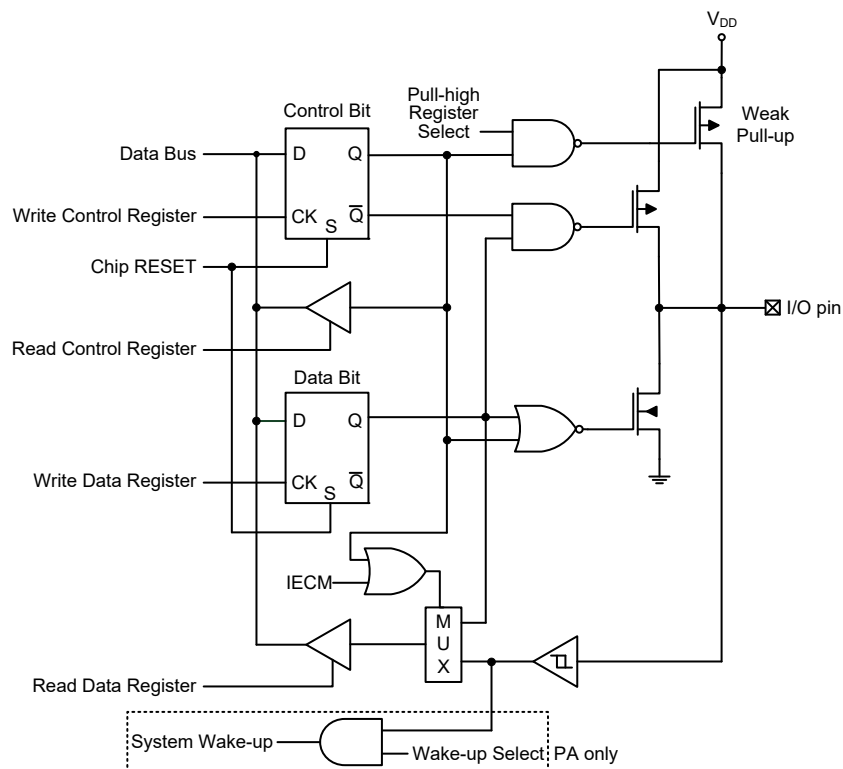 V_DD
Pull-high
Register
Select
Weak
Pull-up
Control Bit
Data Bus
D
Q
Write Control Register
CK
S
Q̅
Chip RESET
I/O pin
Read Control Register
Data Bit
D
Q
Write Data Register
CK
S
Q̅
IECM
M
U
X
Read Data Register
System Wake-up
Wake-up Select
PA only